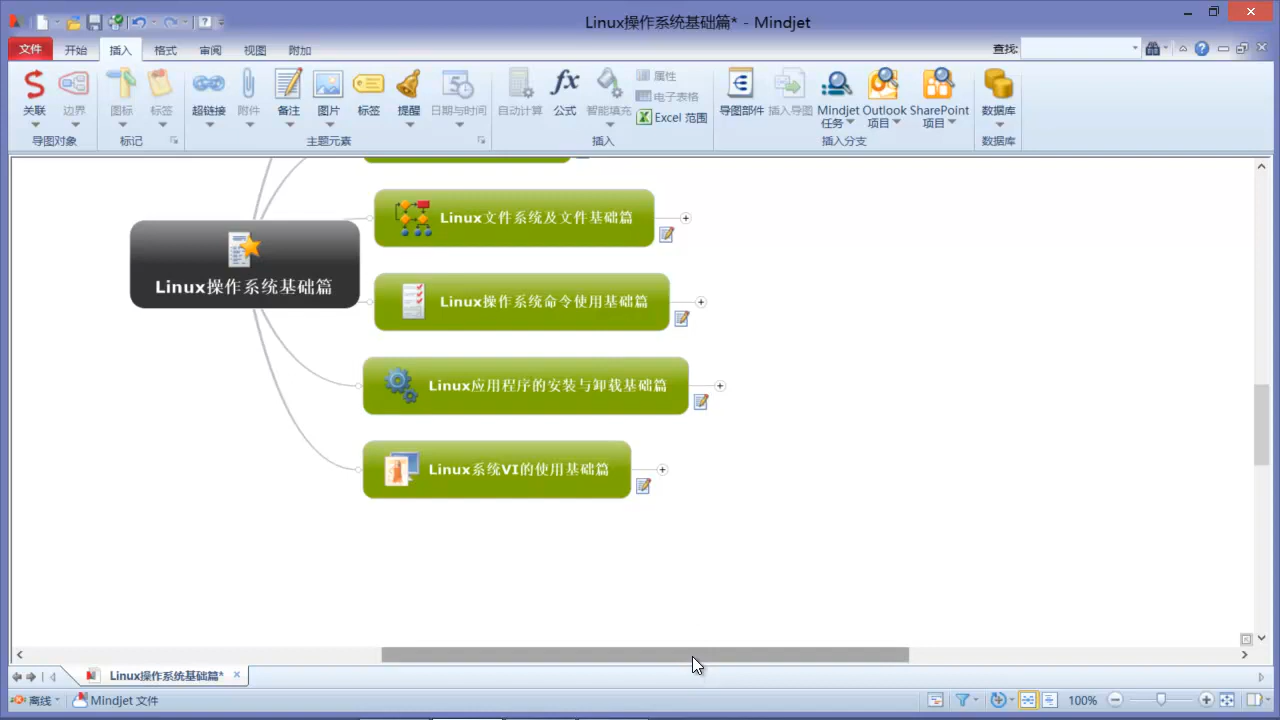 Linux操作系统基础篇* - Mindjet
文件 开始 插入 格式 审阅 视图 附加 查找:
关联 边界 图标 标签 超链接 附件 备注 图片 标签 提醒 日期与时间 自动计算 公式 智能填充 属性 电子表格 Excel 范围 导图部件 插入导图 Mindjet 任务 Outlook 项目 SharePoint 项目 数据库
导图对象 标记 主题元素 插入 插入分支 数据库
Linux文件系统及文件基础篇
Linux操作系统基础篇
Linux操作系统命令使用基础篇
Linux应用程序的安装与卸载基础篇
Linux系统VI的使用基础篇
Linux操作系统基础篇*
离线 Mindjet 文件 100%